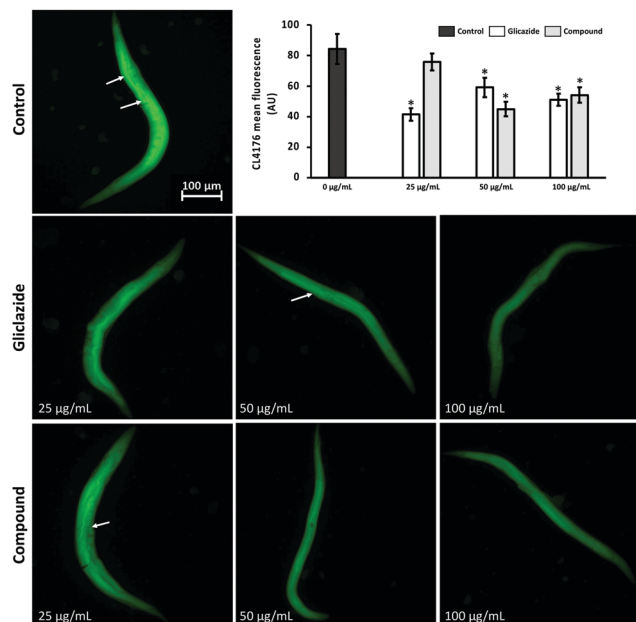 Control
100 µm
100
80
60
40
20
0
CL4176 mean fluorescence
(AU)
Control
Glicazide
Compound
*
*
*
*
*
0 µg/mL
25 µg/mL
50 µg/mL
100 µg/mL
Gliclazide
25 µg/mL
50 µg/mL
100 µg/mL
Compound
25 µg/mL
50 µg/mL
100 µg/mL